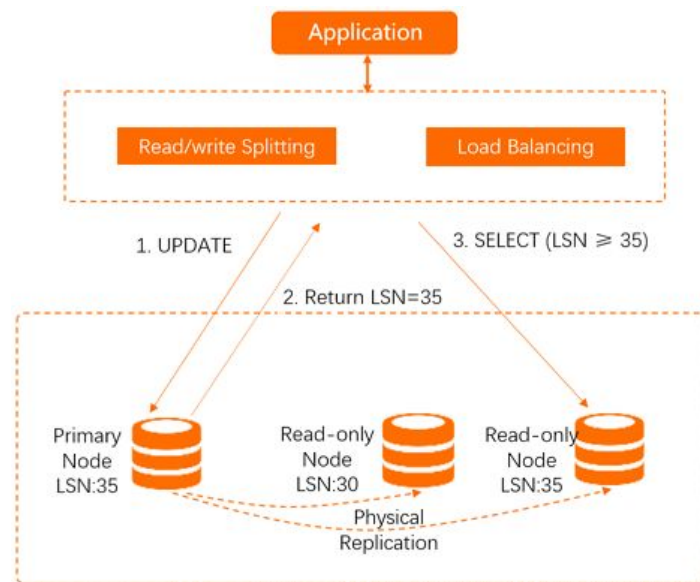 Application
Read/write Splitting
Load Balancing
1. UPDATE
3. SELECT (LSN ≥ 35)
2. Return LSN=35
Primary
Node
LSN:35
Read-only
Node
LSN:30
Read-only
Node
LSN:35
Physical
Replication